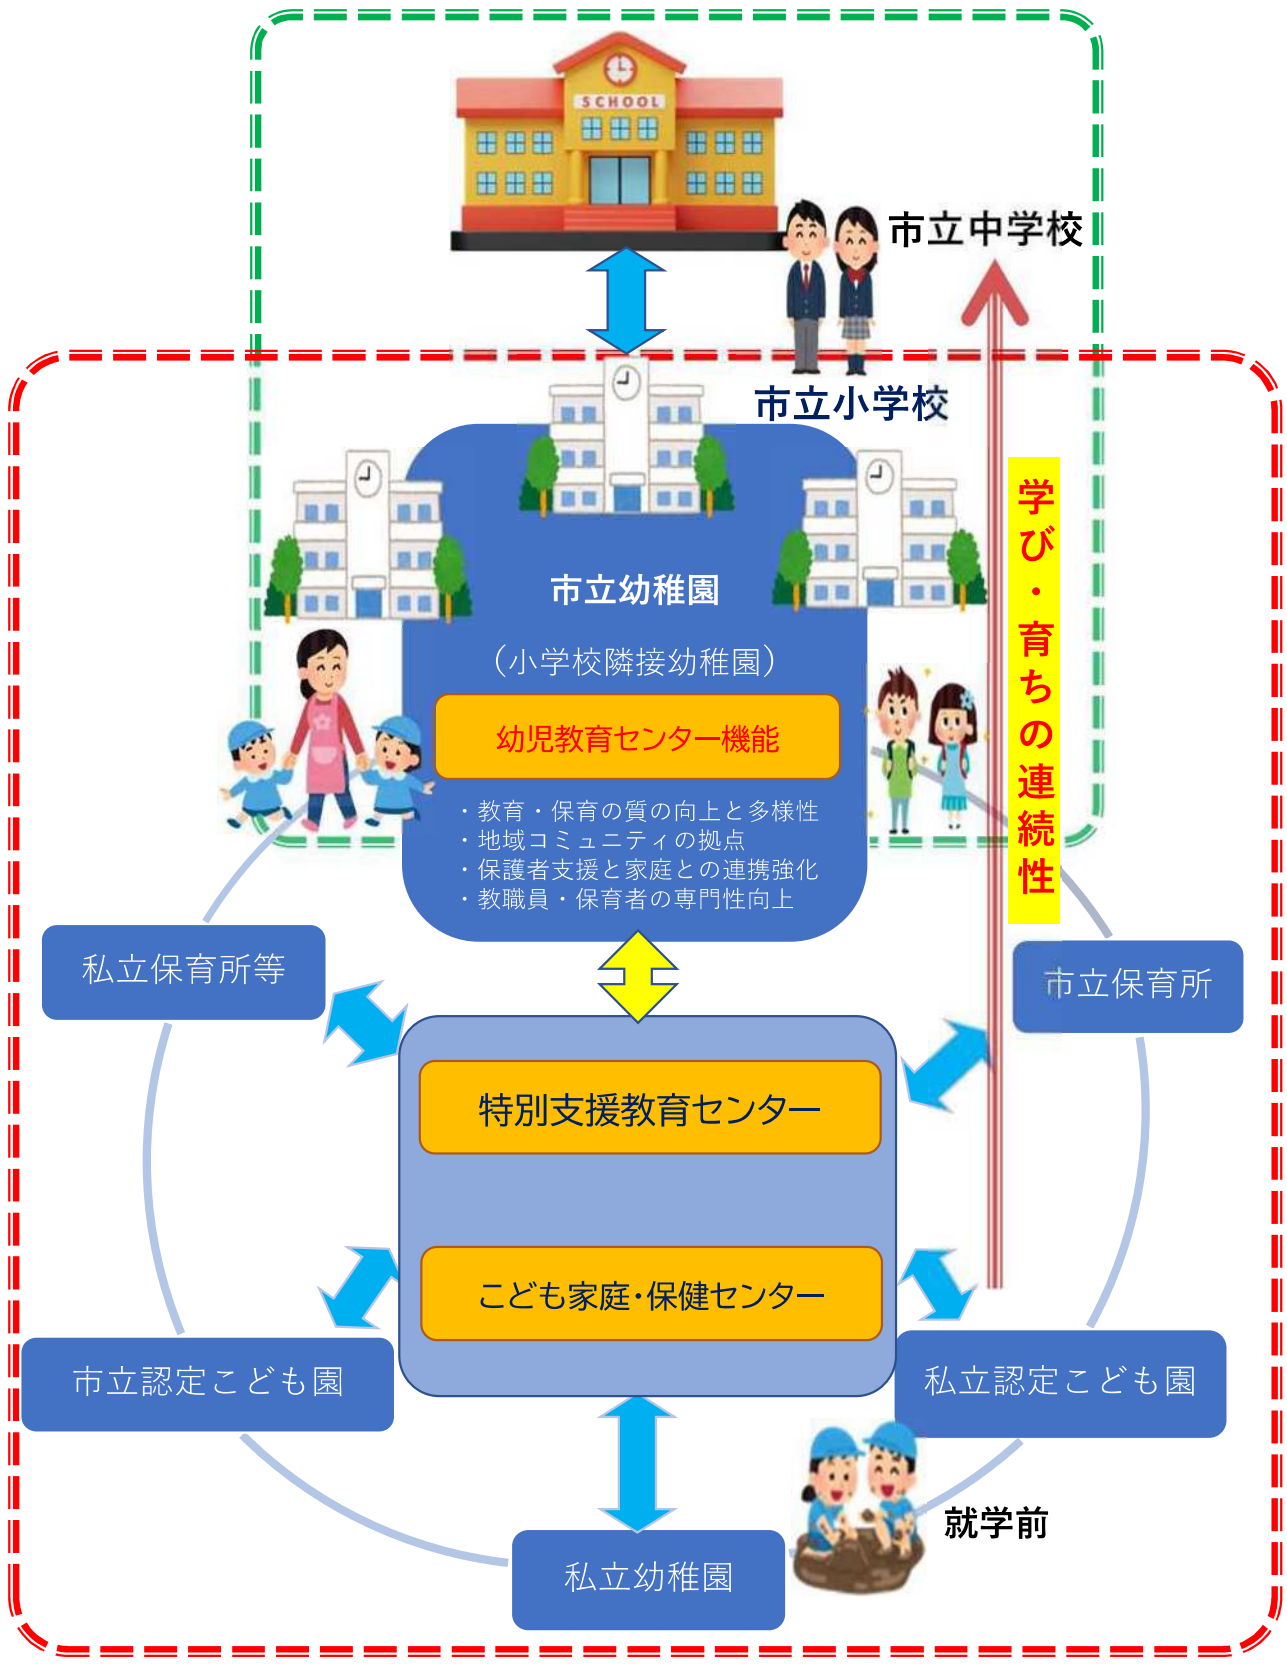 SCHOOL
市立中学校
市立小学校
学び・育ちの連続性
市立幼稚園
（小学校隣接幼稚園）
幼児教育センター機能
・教育・保育の質の向上と多様性
・地域コミュニティの拠点
・保護者支援と家庭との連携強化
・教職員・保育者の専門性向上
私立保育所等
市立保育所
特別支援教育センター
こども家庭・保健センター
市立認定こども園
私立認定こども園
就学前
私立幼稚園